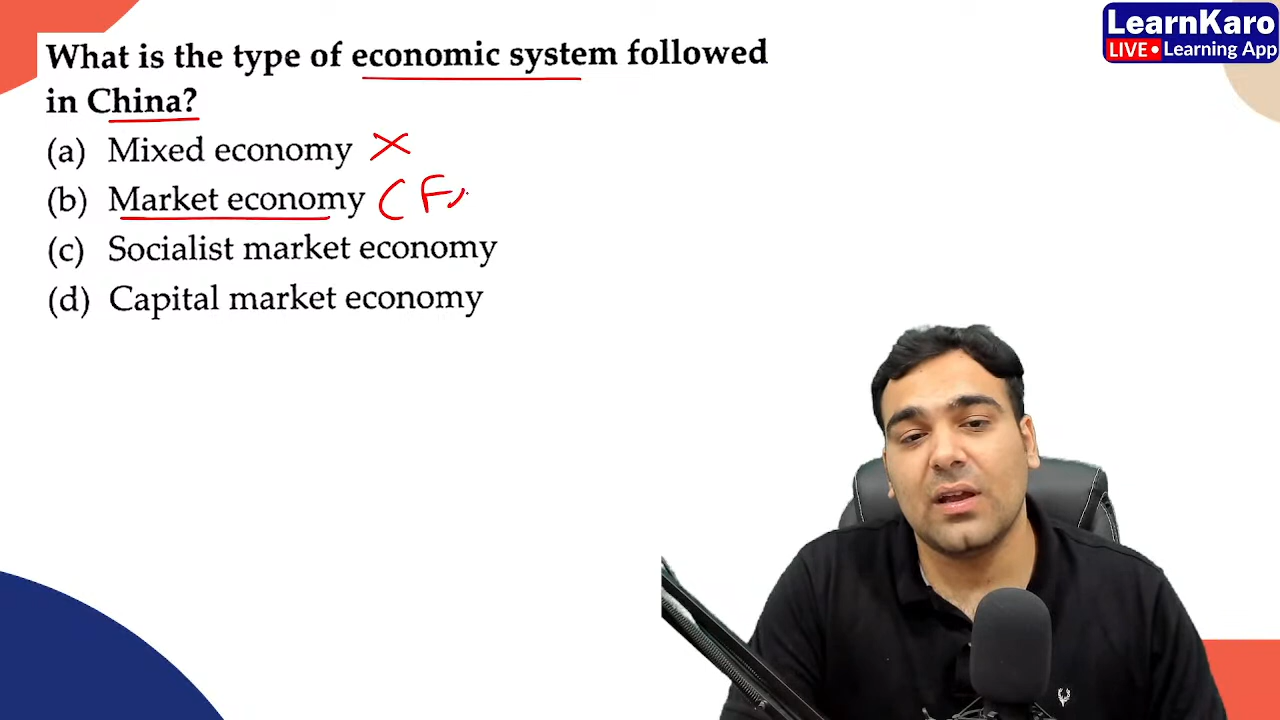 LearnKaro
LIVE • Learning App
What is the type of economic system followed
in China?
(a) Mixed economy ✗
(b) Market economy (F
(c) Socialist market economy
(d) Capital market economy